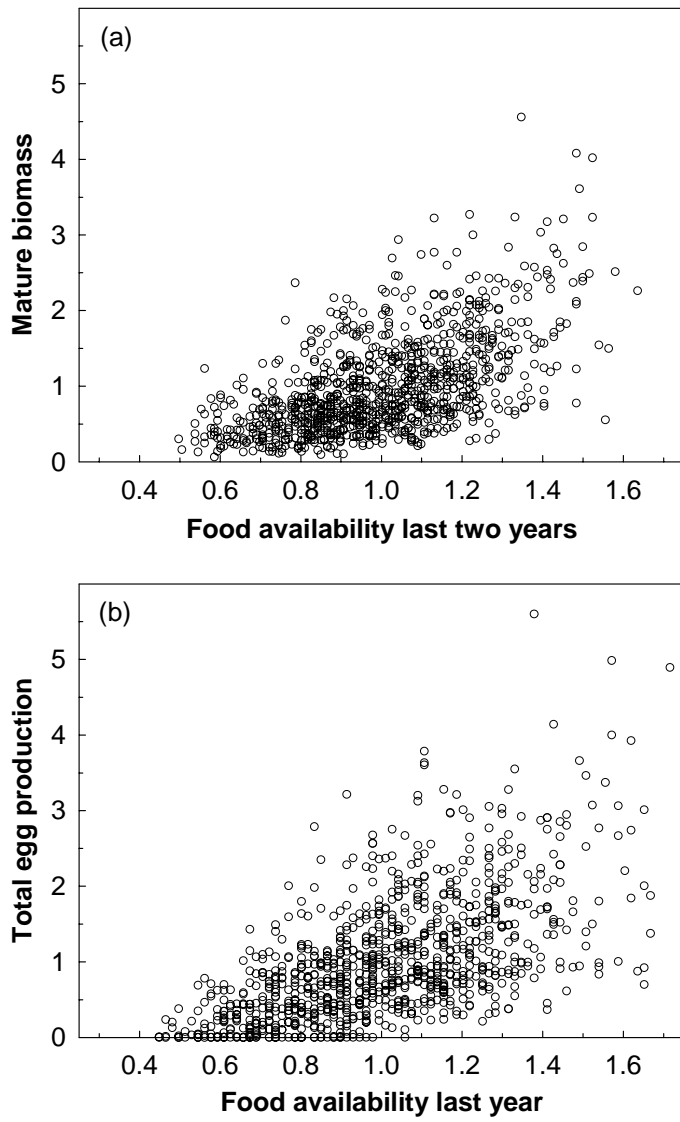 (a)
5
4
3
2
1
0
Mature biomass
0.4 0.6 0.8 1.0 1.2 1.4 1.6
Food availability last two years
(b)
5
4
3
2
1
0
Total egg production
0.4 0.6 0.8 1.0 1.2 1.4 1.6
Food availability last year